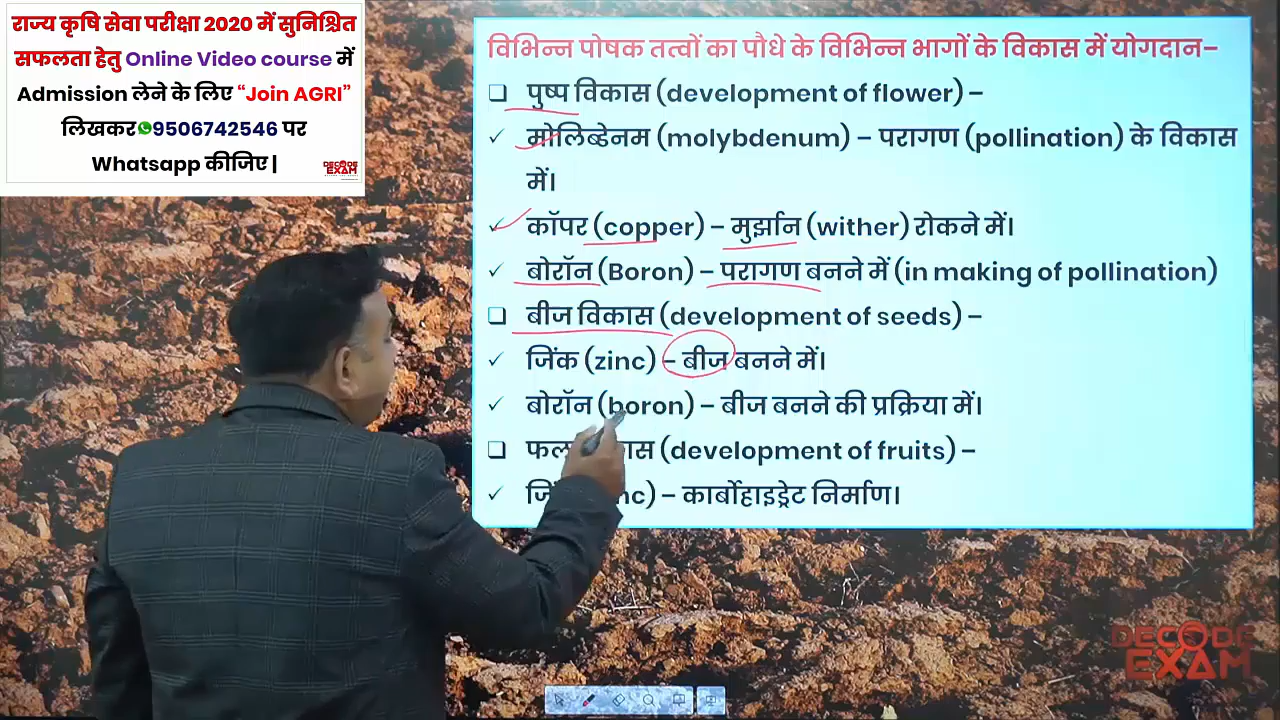 राज्य कृषि सेवा परीक्षा 2020 में सुनिश्चित
सफलता हेतु Online Video course में
Admission लेने के लिए “Join AGRI”
लिखकर 9506742546 पर
Whatsapp कीजिए |
DECODE
EXAM
विभिन्न पोषक तत्वों का पौधे के विभिन्न भागों के विकास में योगदान–
पुष्प विकास (development of flower) –
मोलिब्डेनम (molybdenum) – परागण (pollination) के विकास
में।
कॉपर (copper) – मुर्झान (wither) रोकने में।
बोरॉन (Boron) – परागण बनने में (in making of pollination)
बीज विकास (development of seeds) –
जिंक (zinc) – बीज बनने में।
बोरॉन (boron) – बीज बनने की प्रक्रिया में।
(development of fruits) –
– कार्बोहाइड्रेट निर्माण।
DECODE
EXAM